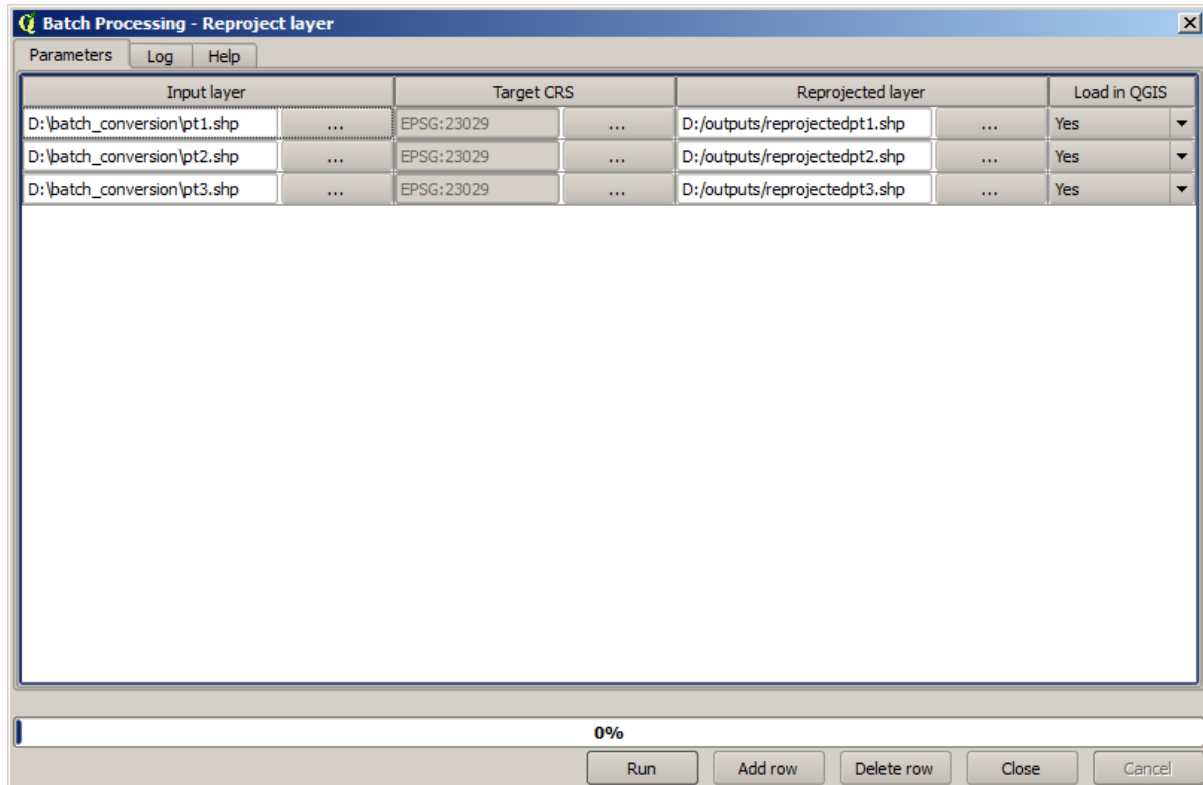 Batch Processing - Reproject layer
Parameters Log Help
Input layer Target CRS Reprojected layer Load in QGIS
D:\batch_conversion\pt1.shp ... EPSG:23029 ... D:/outputs/reprojectedpt1.shp ... Yes
D:\batch_conversion\pt2.shp ... EPSG:23029 ... D:/outputs/reprojectedpt2.shp ... Yes
D:\batch_conversion\pt3.shp ... EPSG:23029 ... D:/outputs/reprojectedpt3.shp ... Yes
0%
Run Add row Delete row Close Cancel